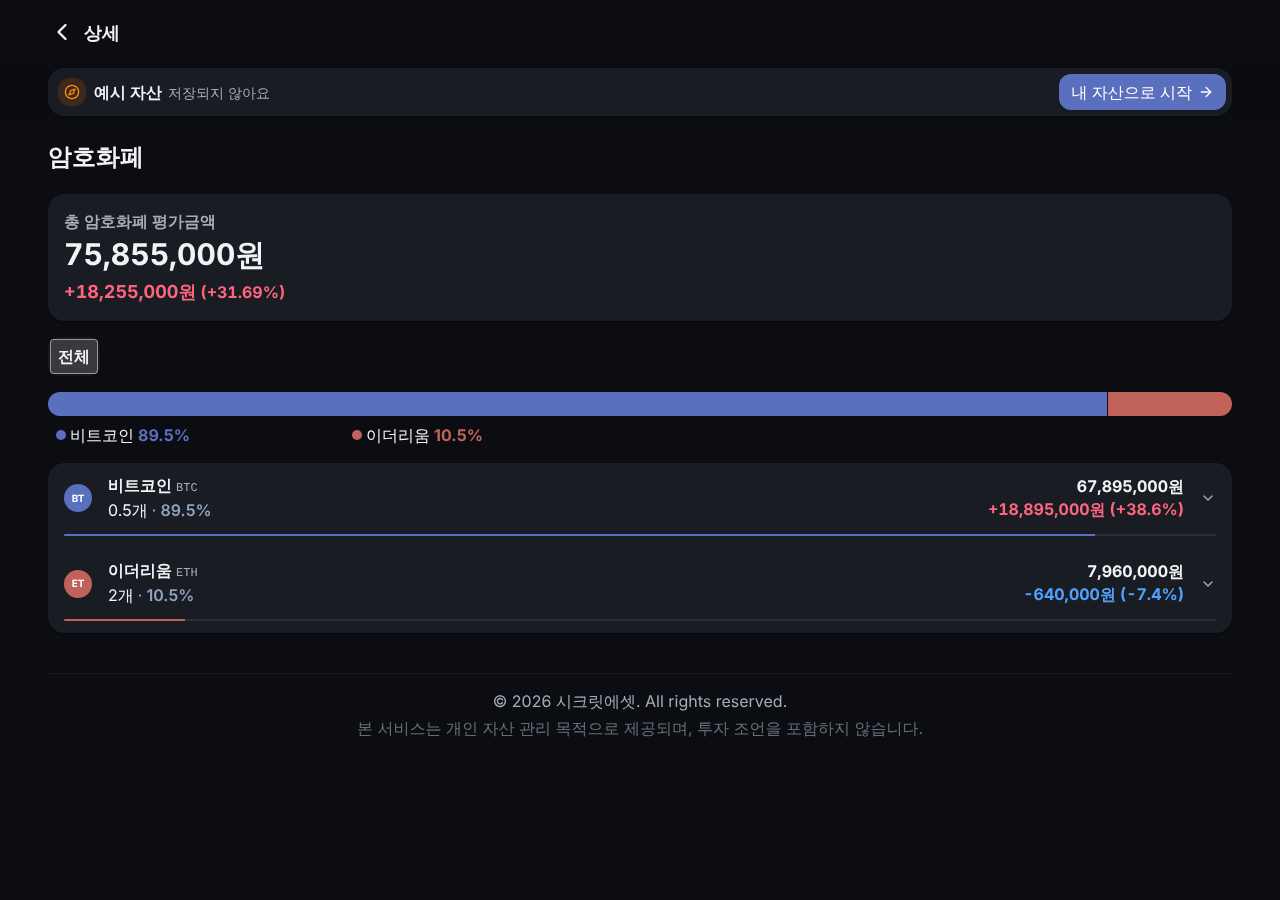 상세
예시 자산 저장되지 않아요
내 자산으로 시작 →
암호화폐
총 암호화폐 평가금액
75,855,000원
+18,255,000원 (+31.69%)
전체
비트코인 89.5% 이더리움 10.5%
BT
비트코인 BTC
0.5개 · 89.5%
67,895,000원
+18,895,000원 (+38.6%)
ET
이더리움 ETH
2개 · 10.5%
7,960,000원
-640,000원 (-7.4%)
© 2026 시크릿에셋. All rights reserved.
본 서비스는 개인 자산 관리 목적으로 제공되며, 투자 조언을 포함하지 않습니다.